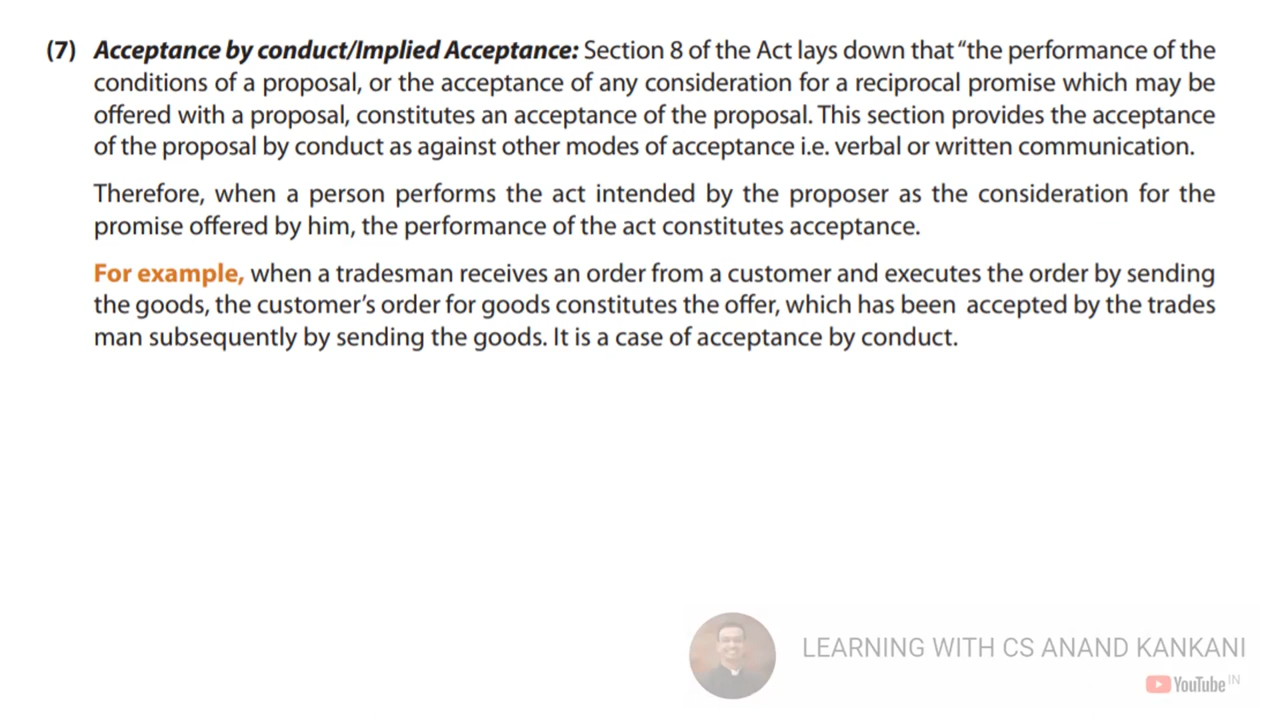 (7) Acceptance by conduct/Implied Acceptance: Section 8 of the Act lays down that “the performance of the
conditions of a proposal, or the acceptance of any consideration for a reciprocal promise which may be
offered with a proposal, constitutes an acceptance of the proposal. This section provides the acceptance
of the proposal by conduct as against other modes of acceptance i.e. verbal or written communication.
Therefore, when a person performs the act intended by the proposer as the consideration for the
promise offered by him, the performance of the act constitutes acceptance.
For example, when a tradesman receives an order from a customer and executes the order by sending
the goods, the customer’s order for goods constitutes the offer, which has been accepted by the trades
man subsequently by sending the goods. It is a case of acceptance by conduct.
LEARNING WITH CS ANAND KANKANI
YouTube IN